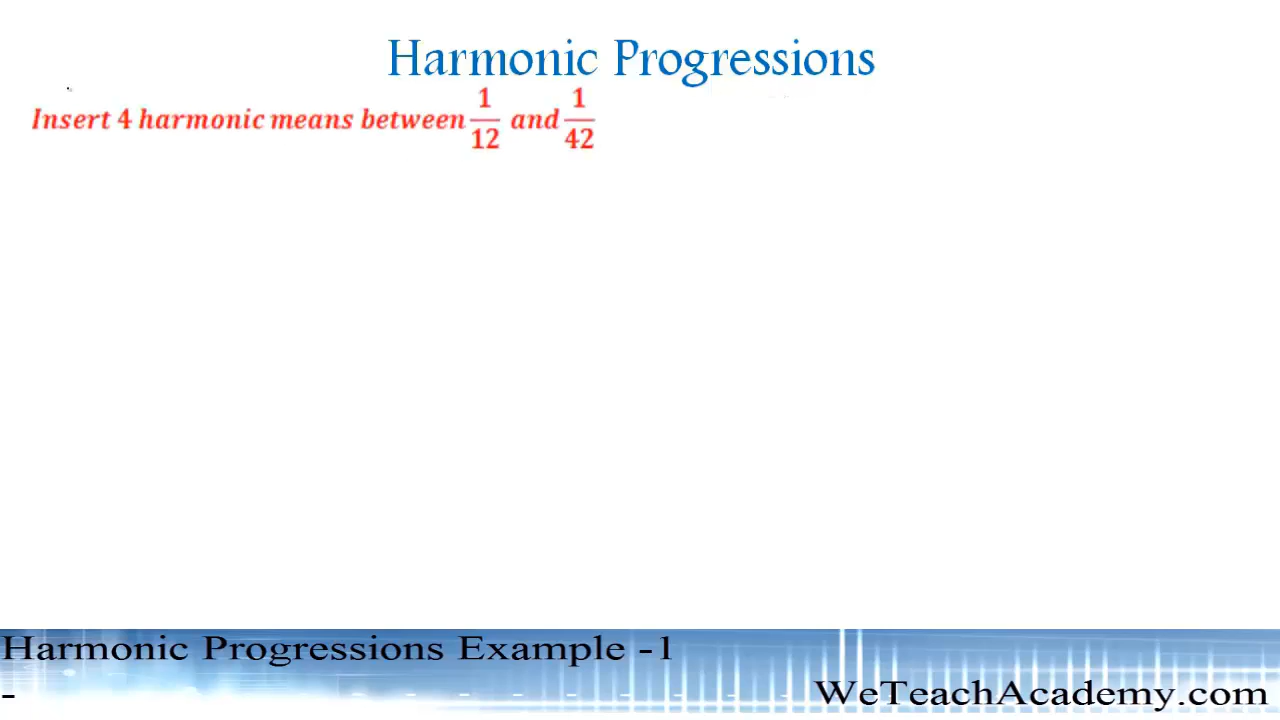 Harmonic Progressions
Insert 4 harmonic means between 1/12 and 1/42
Harmonic Progressions Example -1
-
WeTeachAcademy.com